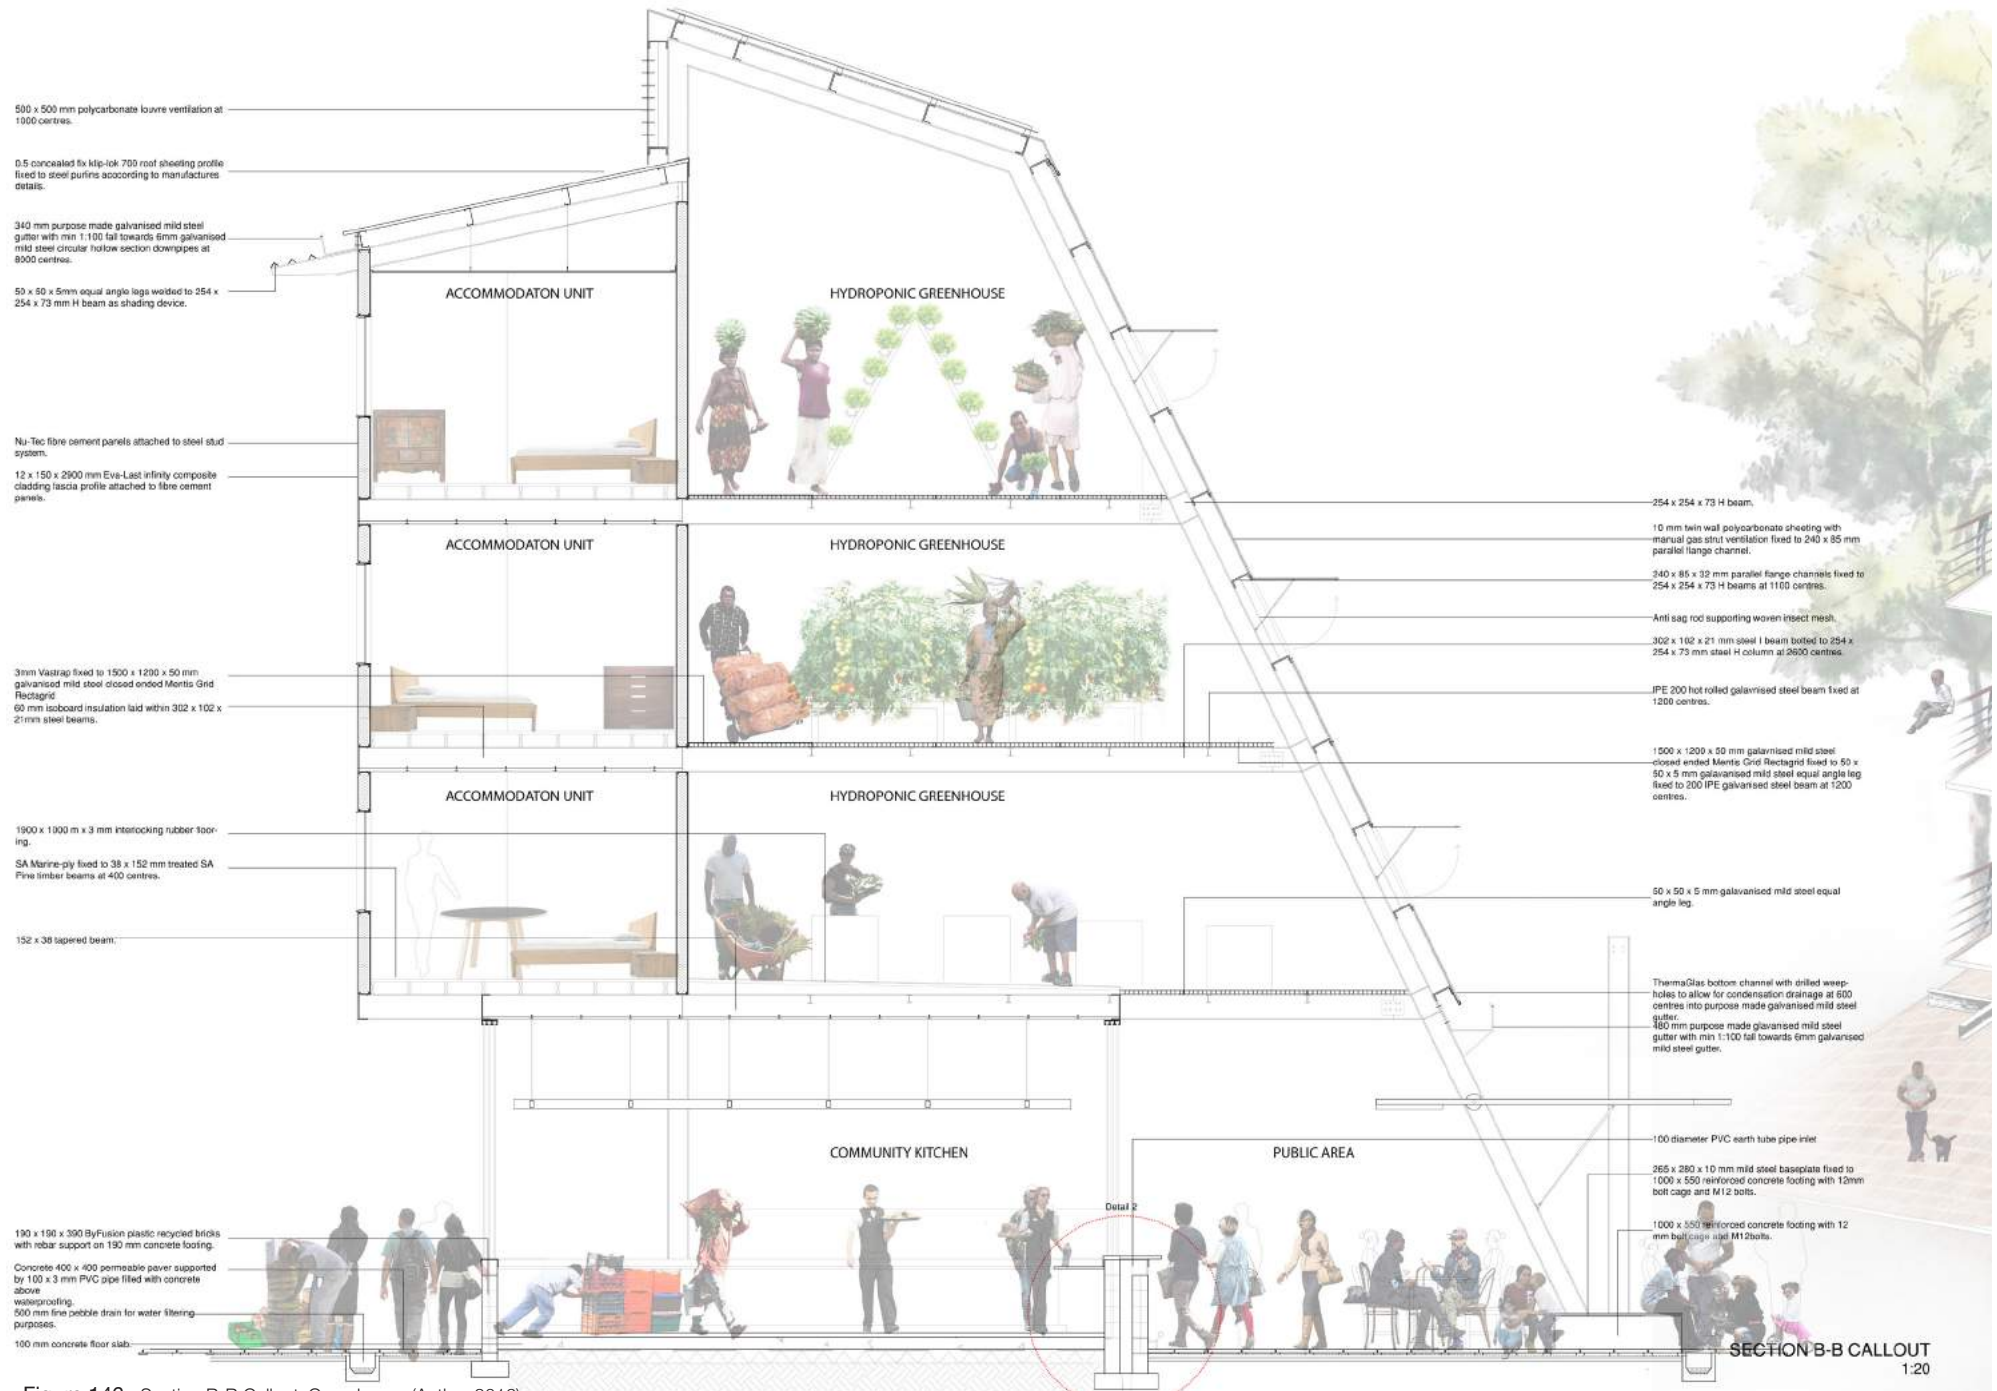 500 x 500 mm polycarbonate louvre ventilation at
1000 centres.
0.5 concealed fix klip-lok 700 roof sheeting profile
fixed to steel purlins acocording to manufactures
details.
340 mm purpose made galvanised mild steel
gutter with min 1:100 fall towards 6mm galvanised
mild steel circular hollow section downpipes at
8000 centres.
50 x 50 x 5mm equal angle legs welded to 254 x
254 x 73 mm H beam as shading device.
Nu-Tec fibre cement panels attached to steel stud
system.
12 x 150 x 2900 mm Eva-Last infinity composite
cladding fascia profile attached to fibre cement
panels.
3mm Vastrap fixed to 1500 x 1200 x 50 mm
galvanised mild steel closed ended Mentis Grid
Rectagrid
60 mm isoboard insulation laid within 302 x 102 x
21mm steel beams.
1900 x 1900 m x 3 mm interlocking rubber floor-
ing.
SA Marine-ply fixed to 38 x 152 mm treated SA
Pine timber beams at 400 centres.
152 x 38 tapered beam.
190 x 190 x 390 ByFusion plastic recycled bricks
with rebar support on 190 mm concrete footing.
Concrete 400 x 400 permeable paver supported
by 100 x 3 mm PVC pipe filled with concrete
above
waterproofing.
500 mm fine pebble drain for water filtering
purposes.
100 mm concrete floor slab.
ACCOMMODATON UNIT
HYDROPONIC GREENHOUSE
ACCOMMODATON UNIT
HYDROPONIC GREENHOUSE
ACCOMMODATON UNIT
HYDROPONIC GREENHOUSE
COMMUNITY KITCHEN
PUBLIC AREA
Detail 2
254 x 254 x 73 H beam.
10 mm twin wall polycarbonate sheeting with
manual gas strut ventilation fixed to 240 x 85 mm
parallel flange channel.
240 x 85 x 32 mm parallel flange channels fixed to
254 x 254 x 73 H beams at 1100 centres.
Anti sag rod supporting woven insect mesh.
302 x 102 x 21 mm steel I beam bolted to 254 x
254 x 73 mm steel H column at 2600 centres.
IPE 200 hot rolled galavnised steel beam fixed at
1200 centres.
1500 x 1200 x 50 mm galavnised mild steel
closed ended Mentis Grid Rectagrid fixed to 50 x
50 x 5 mm galavanised mild steel equal angle leg
fixed to 200 IPE galvanised steel beam at 1200
centres.
50 x 50 x 5 mm galavanised mild steel equal
angle leg.
ThermaGlas bottom channel with drilled weep-
holes to allow for condensation drainage at 600
centres into purpose made galvanised mild steel
gutter.
480 mm purpose made glavanised mild steel
gutter with min 1:100 fall towards 6mm galvanised
mild steel gutter.
100 diameter PVC earth tube pipe inlet
265 x 280 x 10 mm mild steel baseplate fixed to
1000 x 550 reinforced concrete footing with 12mm
bolt cage and M12 bolts.
1000 x 550 reinforced concrete footing with 12
mm bolt cage and M12bolts.
SECTION B-B CALLOUT
1:20